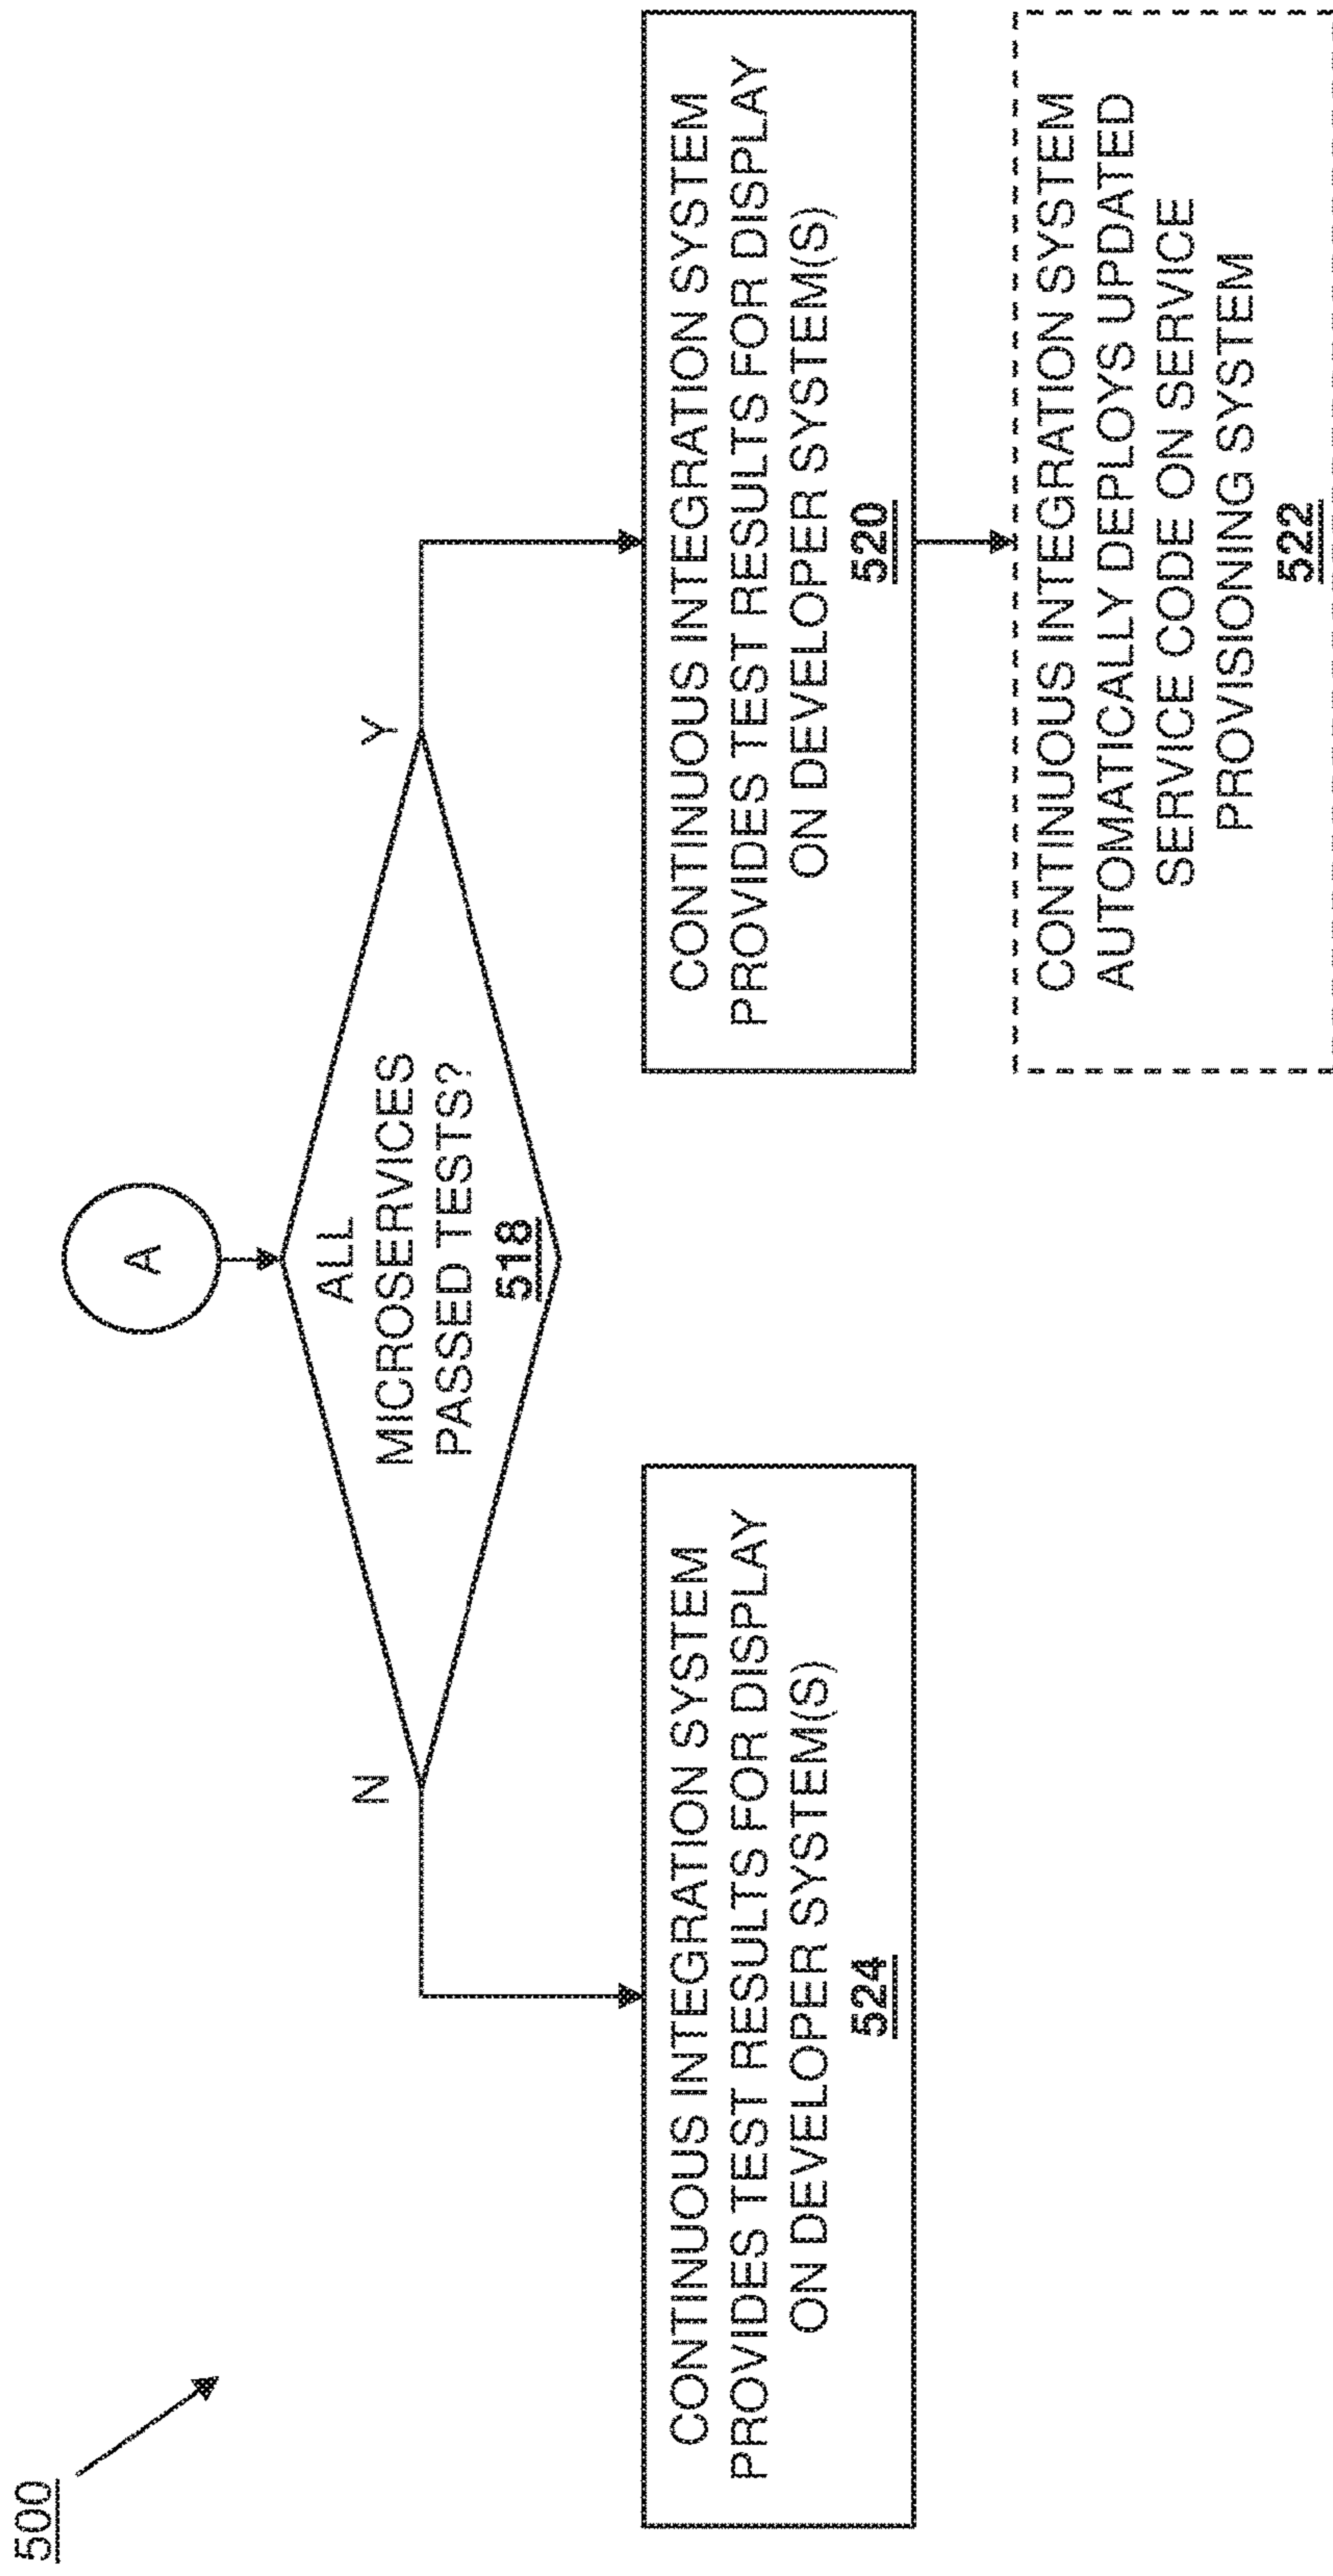 500
A
ALL
MICROSERVICES
PASSED TESTS?
518
N
Y
CONTINUOUS INTEGRATION SYSTEM
PROVIDES TEST RESULTS FOR DISPLAY
ON DEVELOPER SYSTEM(S)
524
CONTINUOUS INTEGRATION SYSTEM
PROVIDES TEST RESULTS FOR DISPLAY
ON DEVELOPER SYSTEM(S)
520
CONTINUOUS INTEGRATION SYSTEM
AUTOMATICALLY DEPLOYS UPDATED
SERVICE CODE ON SERVICE
PROVISIONING SYSTEM
522